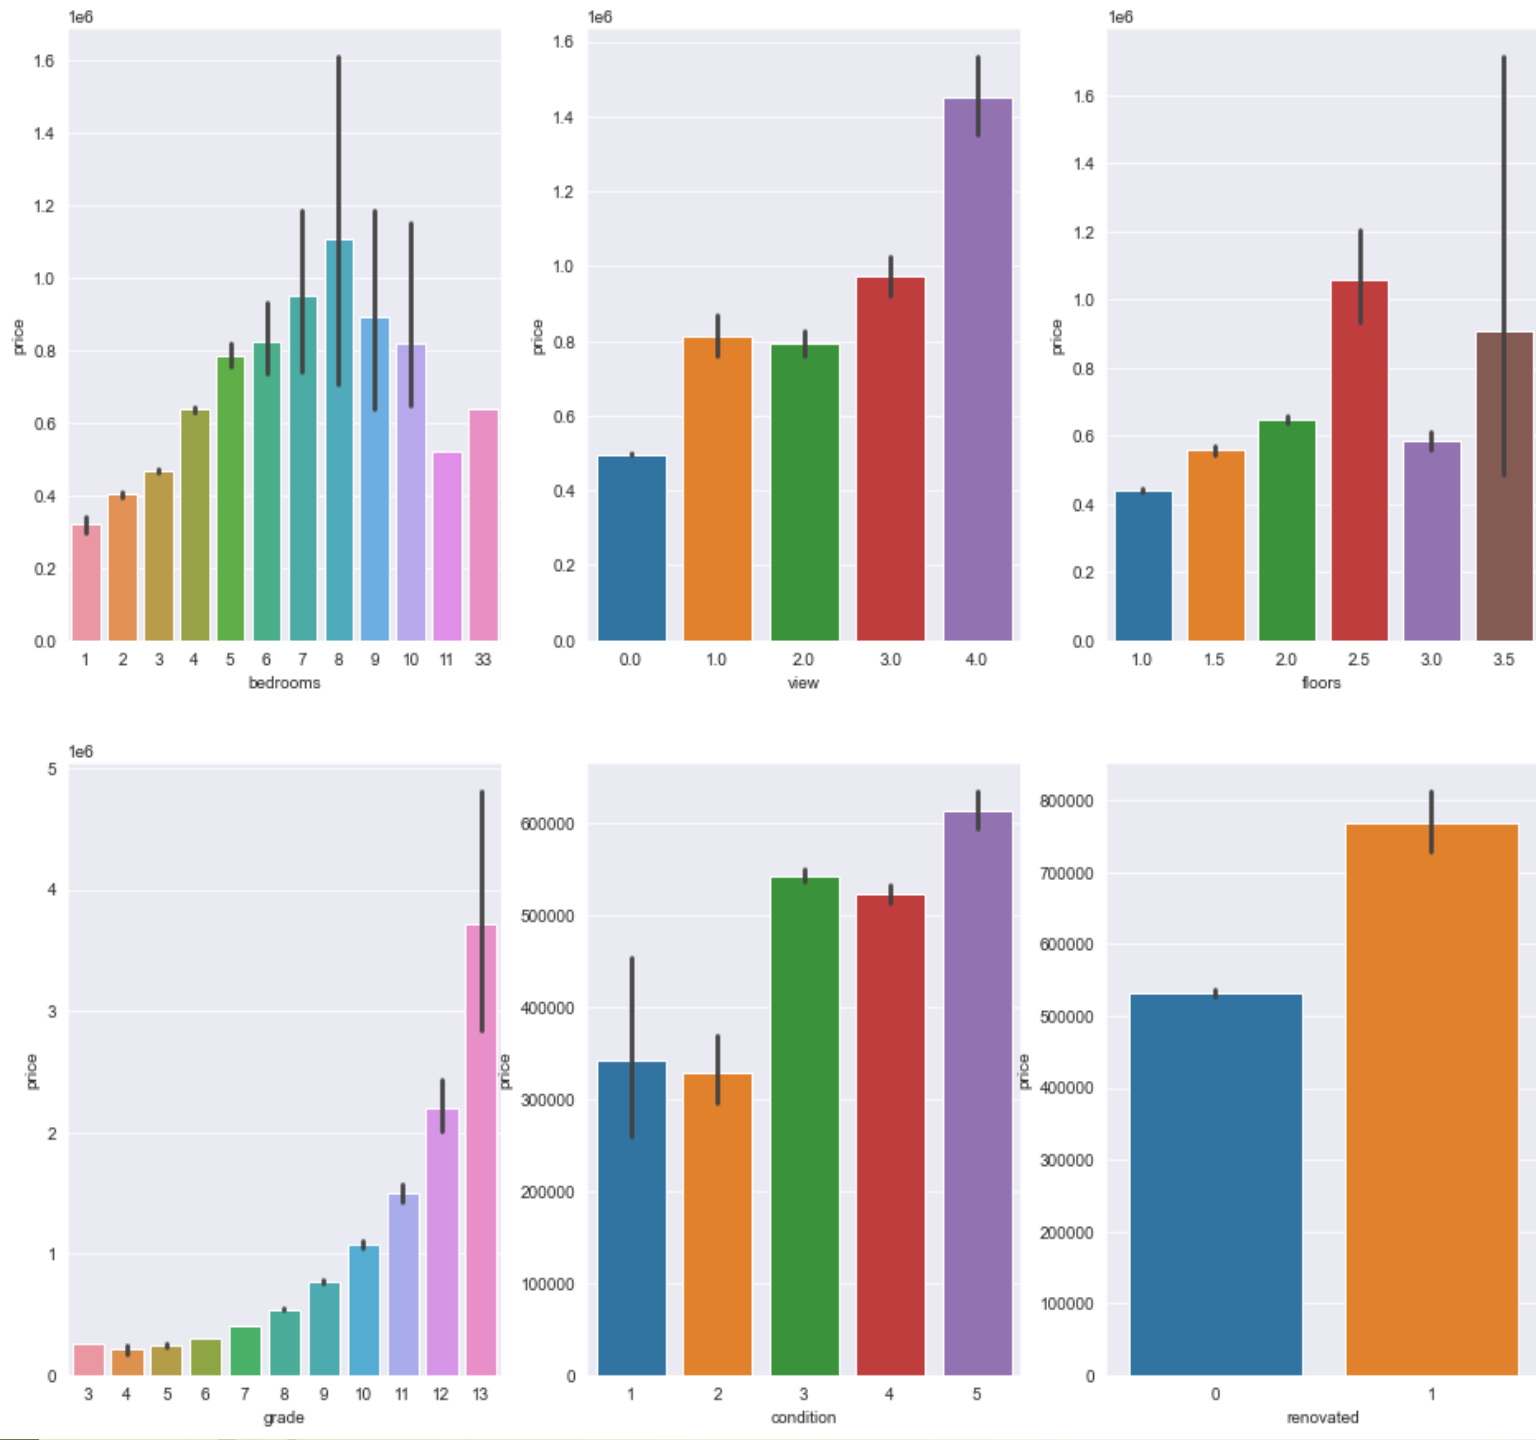 1e6
1.6
1.4
1.2
1.0
0.8
0.6
0.4
0.2
0.0
price
1 2 3 4 5 6 7 8 9 10 11 33
bedrooms
1e6
1.6
1.4
1.2
1.0
0.8
0.6
0.4
0.2
0.0
price
0.0 1.0 2.0 3.0 4.0
view
1e6
1.6
1.4
1.2
1.0
0.8
0.6
0.4
0.2
0.0
price
1.0 1.5 2.0 2.5 3.0 3.5
floors
1e6
5
4
3
2
1
0
price
3 4 5 6 7 8 9 10 11 12 13
grade
600000
500000
400000
300000
200000
100000
0
price
1 2 3 4 5
condition
800000
700000
600000
500000
400000
300000
200000
100000
0
price
0 1
renovated